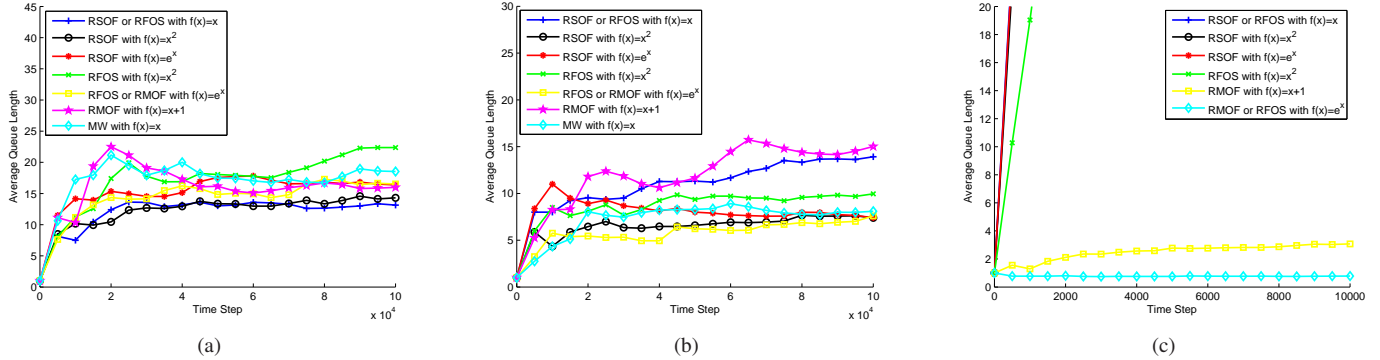 45
40
35
30
25
20
15
10
5
0
Average Queue Length
RSOF or RFOS with f(x)=x
RSOF with f(x)=x²
RSOF with f(x)=eˣ
RFOS with f(x)=x²
RFOS or RMOF with f(x)=eˣ
RMOF with f(x)=x+1
MW with f(x)=x
0 2 4 6 8 10
Time Step
x 10⁴
(a)
30
25
20
15
10
5
0
Average Queue Length
RSOF or RFOS with f(x)=x
RSOF with f(x)=x²
RSOF with f(x)=eˣ
RFOS with f(x)=x²
RFOS or RMOF with f(x)=eˣ
RMOF with f(x)=x+1
MW with f(x)=x
0 2 4 6 8 10
Time Step
x 10⁴
(b)
20
18
16
14
12
10
8
6
4
2
0
Average Queue Length
RSOF or RFOS with f(x)=x
RSOF with f(x)=x²
RSOF with f(x)=eˣ
RFOS with f(x)=x²
RMOF with f(x)=x+1
RMOF or RFOS with f(x)=eˣ
0 2000 4000 6000 8000 10000
Time Step
(c)